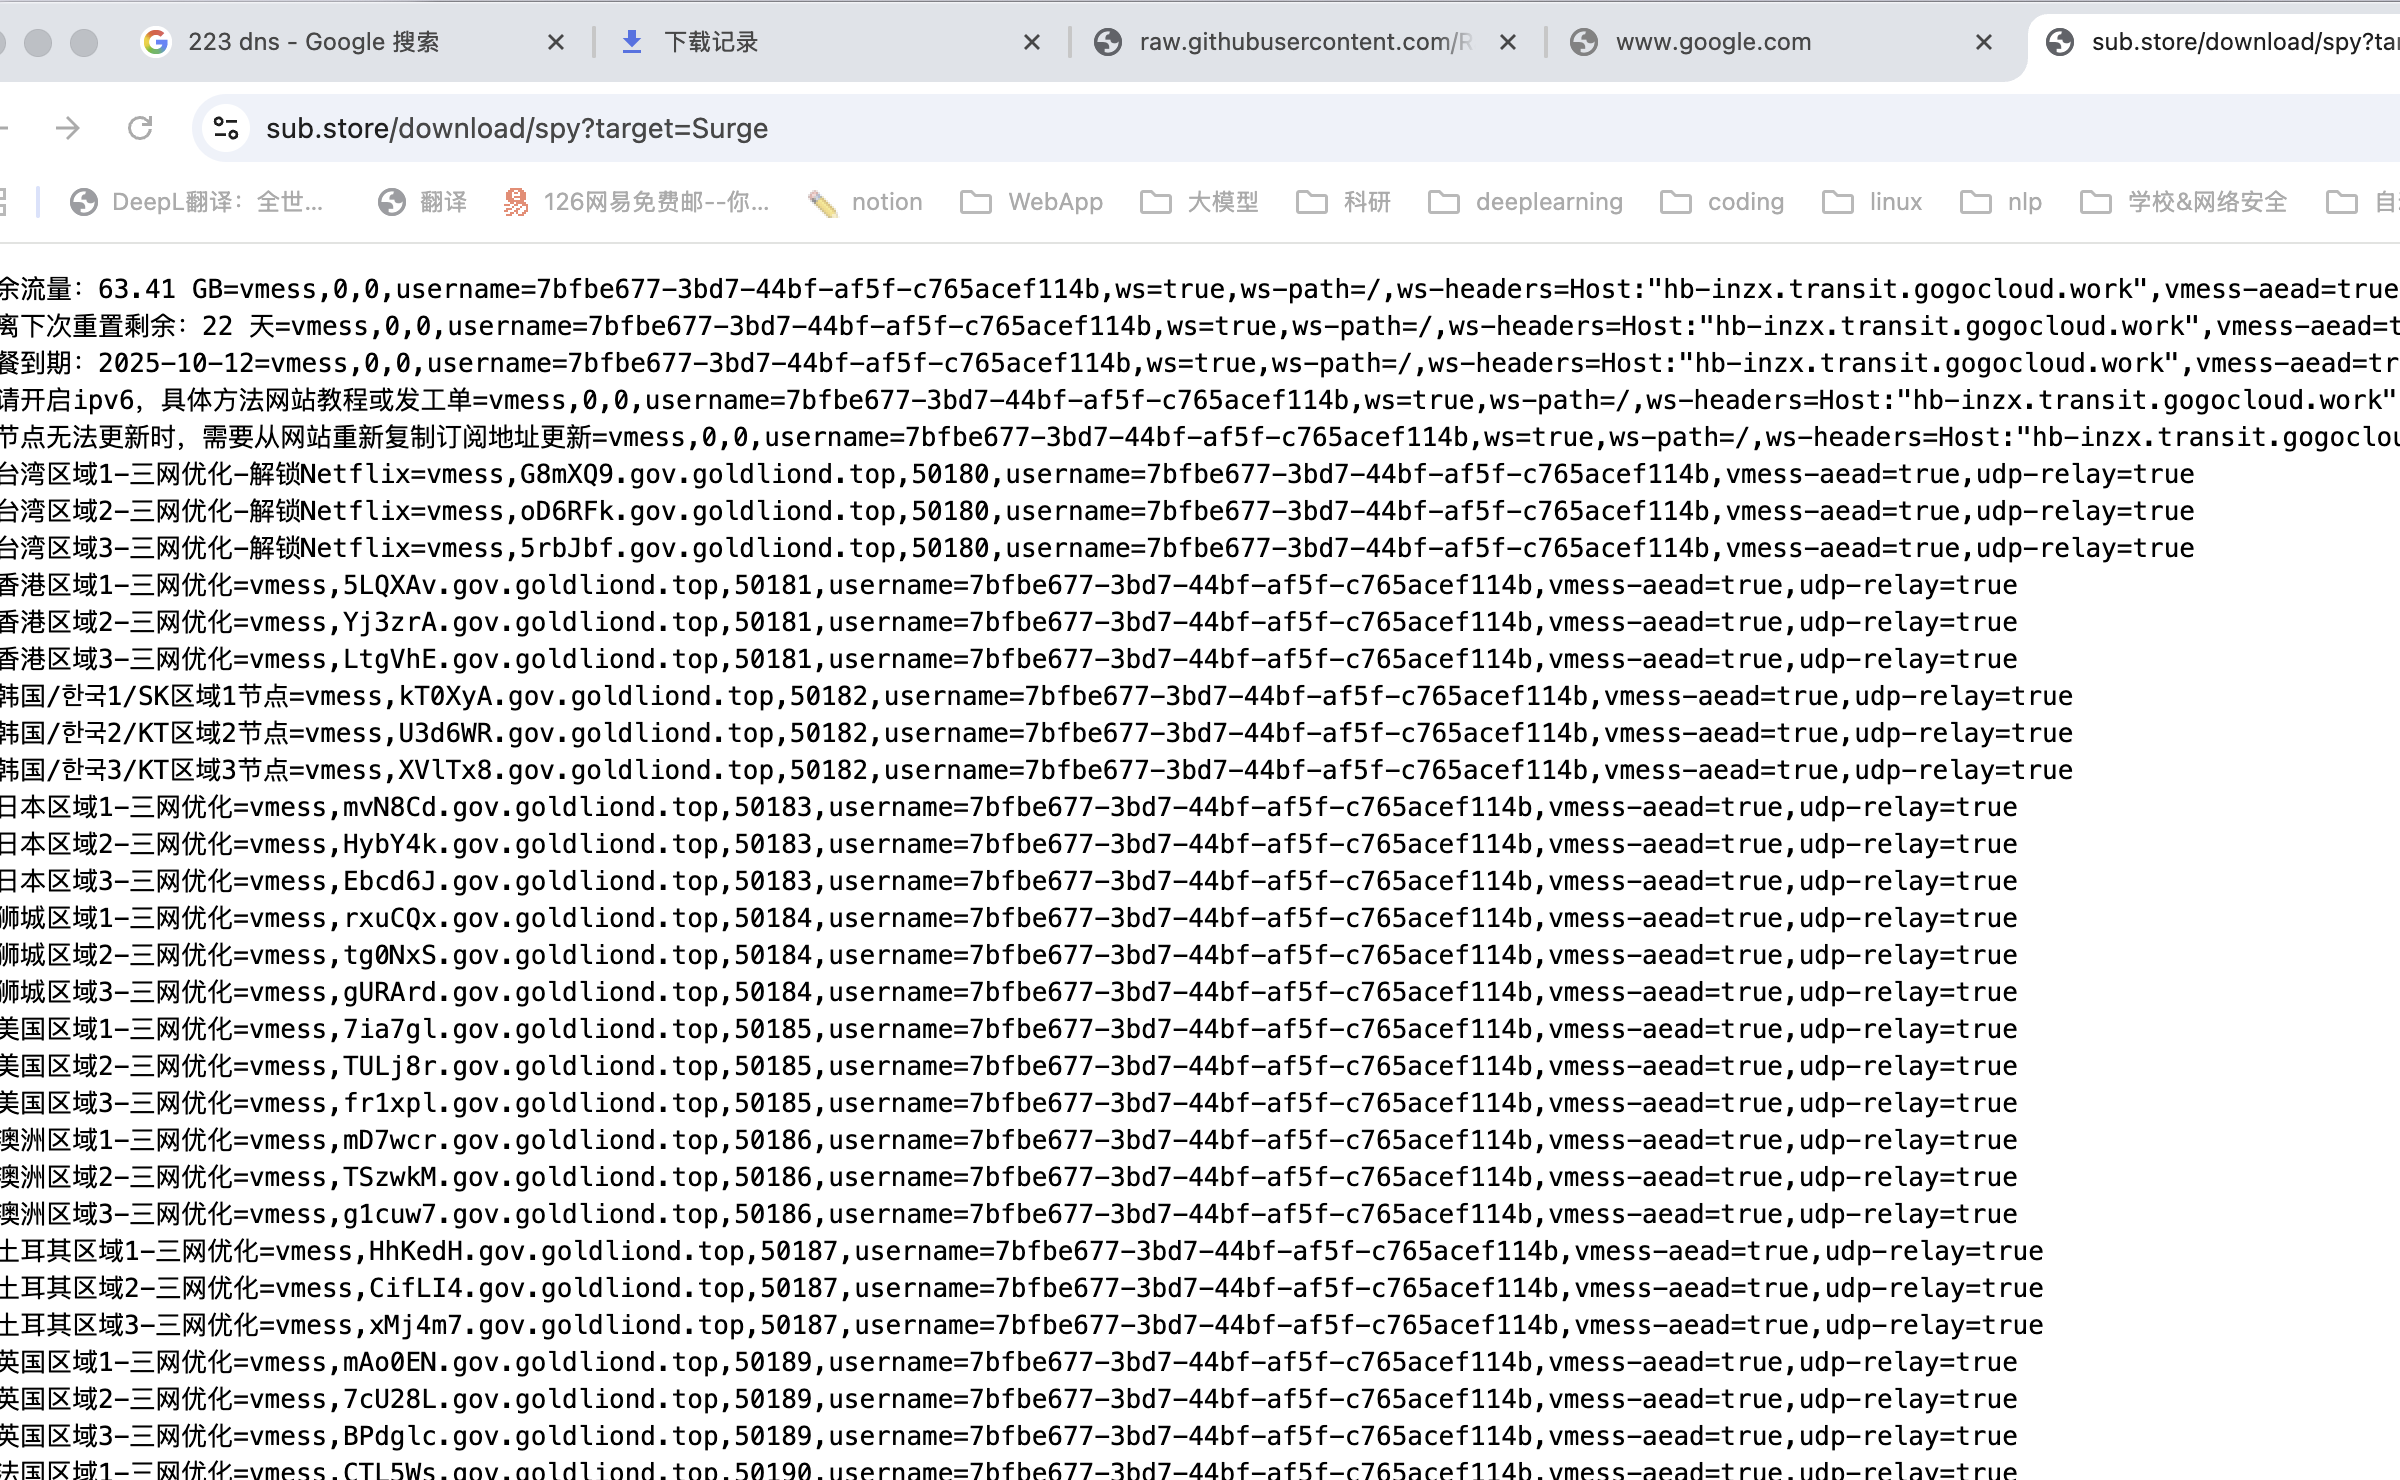 223 dns - Google 搜索
下载记录
raw.githubusercontent.com/R
www.google.com
sub.store/download/spy?tar
sub.store/download/spy?target=Surge
DeepL翻译：全世...
翻译
126网易免费邮--你...
notion
WebApp
大模型
科研
deeplearning
coding
linux
nlp
学校&网络安全
自
余流量：63.41 GB=vmess,0,0,username=7bfbe677-3bd7-44bf-af5f-c765acef114b,ws=true,ws-path=/,ws-headers=Host:"hb-inzx.transit.gogocloud.work",vmess-aead=true
离下次重置剩余：22 天=vmess,0,0,username=7bfbe677-3bd7-44bf-af5f-c765acef114b,ws=true,ws-path=/,ws-headers=Host:"hb-inzx.transit.gogocloud.work",vmess-aead=t
餐到期：2025-10-12=vmess,0,0,username=7bfbe677-3bd7-44bf-af5f-c765acef114b,ws=true,ws-path=/,ws-headers=Host:"hb-inzx.transit.gogocloud.work",vmess-aead=tr
请开启ipv6，具体方法网站教程或发工单=vmess,0,0,username=7bfbe677-3bd7-44bf-af5f-c765acef114b,ws=true,ws-path=/,ws-headers=Host:"hb-inzx.transit.gogocloud.work"
节点无法更新时，需要从网站重新复制订阅地址更新=vmess,0,0,username=7bfbe677-3bd7-44bf-af5f-c765acef114b,ws=true,ws-path=/,ws-headers=Host:"hb-inzx.transit.gogoclou
台湾区域1-三网优化-解锁Netflix=vmess,G8mXQ9.gov.goldliond.top,50180,username=7bfbe677-3bd7-44bf-af5f-c765acef114b,vmess-aead=true,udp-relay=true
台湾区域2-三网优化-解锁Netflix=vmess,oD6RFk.gov.goldliond.top,50180,username=7bfbe677-3bd7-44bf-af5f-c765acef114b,vmess-aead=true,udp-relay=true
台湾区域3-三网优化-解锁Netflix=vmess,5rbJbf.gov.goldliond.top,50180,username=7bfbe677-3bd7-44bf-af5f-c765acef114b,vmess-aead=true,udp-relay=true
香港区域1-三网优化=vmess,5LQXAv.gov.goldliond.top,50181,username=7bfbe677-3bd7-44bf-af5f-c765acef114b,vmess-aead=true,udp-relay=true
香港区域2-三网优化=vmess,Yj3zrA.gov.goldliond.top,50181,username=7bfbe677-3bd7-44bf-af5f-c765acef114b,vmess-aead=true,udp-relay=true
香港区域3-三网优化=vmess,LtgVhE.gov.goldliond.top,50181,username=7bfbe677-3bd7-44bf-af5f-c765acef114b,vmess-aead=true,udp-relay=true
韩国/한국1/SK区域1节点=vmess,kT0XyA.gov.goldliond.top,50182,username=7bfbe677-3bd7-44bf-af5f-c765acef114b,vmess-aead=true,udp-relay=true
韩国/한국2/KT区域2节点=vmess,U3d6WR.gov.goldliond.top,50182,username=7bfbe677-3bd7-44bf-af5f-c765acef114b,vmess-aead=true,udp-relay=true
韩国/한국3/KT区域3节点=vmess,XVlTx8.gov.goldliond.top,50182,username=7bfbe677-3bd7-44bf-af5f-c765acef114b,vmess-aead=true,udp-relay=true
日本区域1-三网优化=vmess,mvN8Cd.gov.goldliond.top,50183,username=7bfbe677-3bd7-44bf-af5f-c765acef114b,vmess-aead=true,udp-relay=true
日本区域2-三网优化=vmess,HybY4k.gov.goldliond.top,50183,username=7bfbe677-3bd7-44bf-af5f-c765acef114b,vmess-aead=true,udp-relay=true
日本区域3-三网优化=vmess,Ebcd6J.gov.goldliond.top,50183,username=7bfbe677-3bd7-44bf-af5f-c765acef114b,vmess-aead=true,udp-relay=true
狮城区域1-三网优化=vmess,rxuCQx.gov.goldliond.top,50184,username=7bfbe677-3bd7-44bf-af5f-c765acef114b,vmess-aead=true,udp-relay=true
狮城区域2-三网优化=vmess,tg0NxS.gov.goldliond.top,50184,username=7bfbe677-3bd7-44bf-af5f-c765acef114b,vmess-aead=true,udp-relay=true
狮城区域3-三网优化=vmess,gURArd.gov.goldliond.top,50184,username=7bfbe677-3bd7-44bf-af5f-c765acef114b,vmess-aead=true,udp-relay=true
美国区域1-三网优化=vmess,7ia7gl.gov.goldliond.top,50185,username=7bfbe677-3bd7-44bf-af5f-c765acef114b,vmess-aead=true,udp-relay=true
美国区域2-三网优化=vmess,TULj8r.gov.goldliond.top,50185,username=7bfbe677-3bd7-44bf-af5f-c765acef114b,vmess-aead=true,udp-relay=true
美国区域3-三网优化=vmess,fr1xpl.gov.goldliond.top,50185,username=7bfbe677-3bd7-44bf-af5f-c765acef114b,vmess-aead=true,udp-relay=true
澳洲区域1-三网优化=vmess,mD7wcr.gov.goldliond.top,50186,username=7bfbe677-3bd7-44bf-af5f-c765acef114b,vmess-aead=true,udp-relay=true
澳洲区域2-三网优化=vmess,TSzwkM.gov.goldliond.top,50186,username=7bfbe677-3bd7-44bf-af5f-c765acef114b,vmess-aead=true,udp-relay=true
澳洲区域3-三网优化=vmess,g1cuw7.gov.goldliond.top,50186,username=7bfbe677-3bd7-44bf-af5f-c765acef114b,vmess-aead=true,udp-relay=true
土耳其区域1-三网优化=vmess,HhKedH.gov.goldliond.top,50187,username=7bfbe677-3bd7-44bf-af5f-c765acef114b,vmess-aead=true,udp-relay=true
土耳其区域2-三网优化=vmess,CifLI4.gov.goldliond.top,50187,username=7bfbe677-3bd7-44bf-af5f-c765acef114b,vmess-aead=true,udp-relay=true
土耳其区域3-三网优化=vmess,xMj4m7.gov.goldliond.top,50187,username=7bfbe677-3bd7-44bf-af5f-c765acef114b,vmess-aead=true,udp-relay=true
英国区域1-三网优化=vmess,mAo0EN.gov.goldliond.top,50189,username=7bfbe677-3bd7-44bf-af5f-c765acef114b,vmess-aead=true,udp-relay=true
英国区域2-三网优化=vmess,7cU28L.gov.goldliond.top,50189,username=7bfbe677-3bd7-44bf-af5f-c765acef114b,vmess-aead=true,udp-relay=true
英国区域3-三网优化=vmess,BPdglc.gov.goldliond.top,50189,username=7bfbe677-3bd7-44bf-af5f-c765acef114b,vmess-aead=true,udp-relay=true
法国区域1-三网优化=vmess,CTL5Ws.gov.goldliond.top,50190,username=7bfbe677-3bd7-44bf-af5f-c765acef114b,vmess-aead=true,udp-relay=true